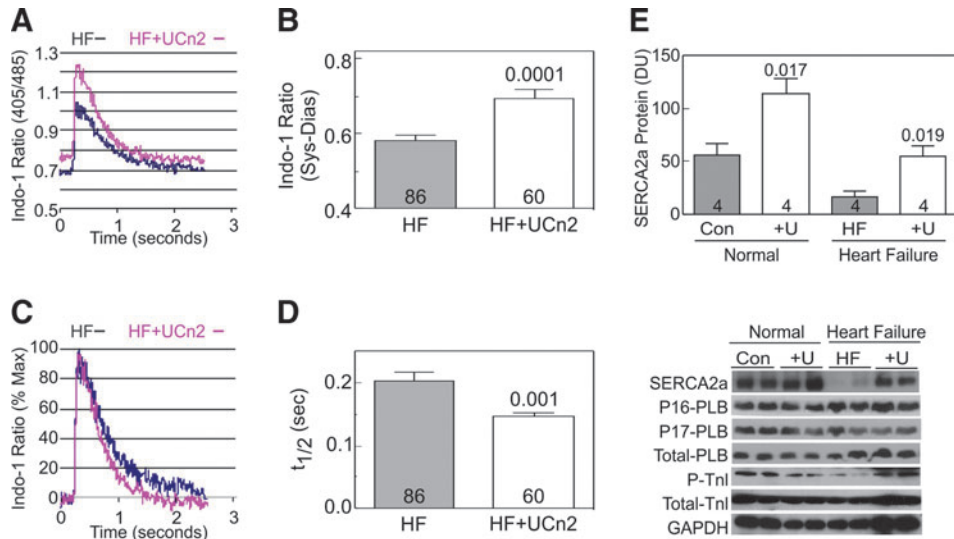 A
HF– HF+UCn2 –
Indo-1 Ratio (405/485)
1.3
1.1
0.9
0.7
0.5
0 1 2 3
Time (seconds)
B
Indo-1 Ratio
(Sys-Dias)
0.8
0.6
0.4
0.0001
86 60
HF HF+UCn2
E
SERCA2a Protein (DU)
150
100
50
0
0.017
0.019
4 4 4 4
Con +U HF +U
Normal Heart Failure
C
HF– HF+UCn2 –
Indo-1 Ratio (% Max)
100
80
60
40
20
0
0 1 2 3
Time (seconds)
D
t1/2 (sec)
0.2
0.1
0.0
0.001
86 60
HF HF+UCn2
Normal Heart Failure
Con +U HF +U
SERCA2a
P16-PLB
P17-PLB
Total-PLB
P-TnI
Total-TnI
GAPDH